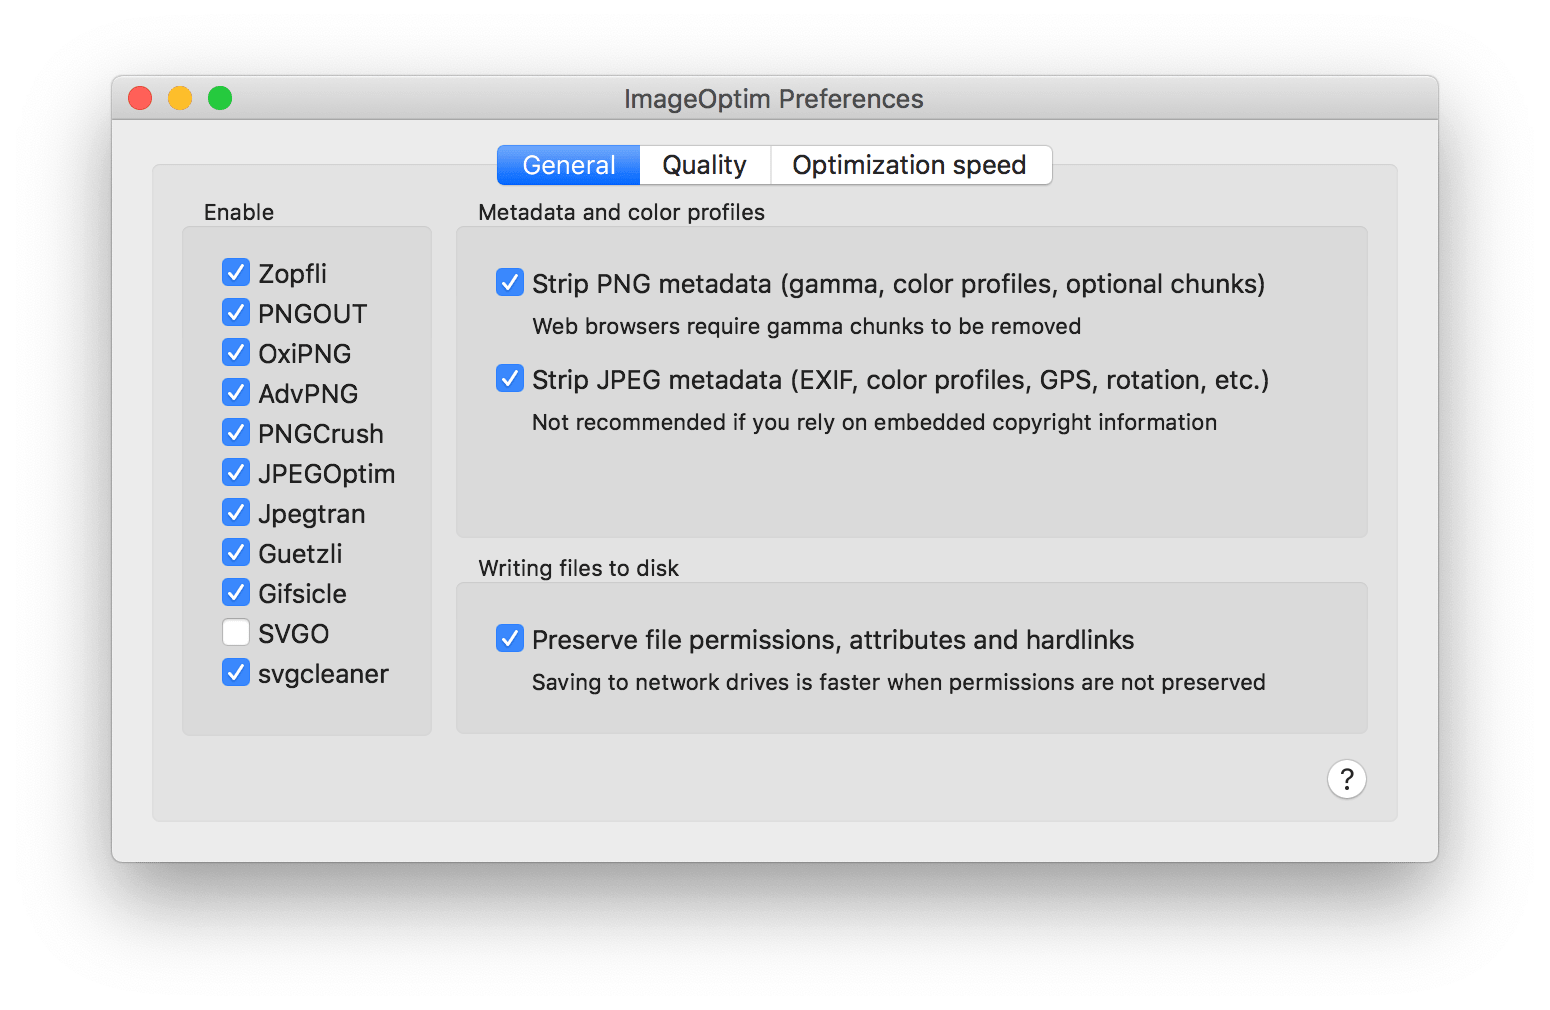 ImageOptim Preferences
General
Quality
Optimization speed
Enable
Zopfli
PNGOUT
OxiPNG
AdvPNG
PNGCrush
JPEGOptim
Jpegtran
Guetzli
Gifsicle
SVGO
svgcleaner
Metadata and color profiles
Strip PNG metadata (gamma, color profiles, optional chunks)
Web browsers require gamma chunks to be removed
Strip JPEG metadata (EXIF, color profiles, GPS, rotation, etc.)
Not recommended if you rely on embedded copyright information
Writing files to disk
Preserve file permissions, attributes and hardlinks
Saving to network drives is faster when permissions are not preserved
?